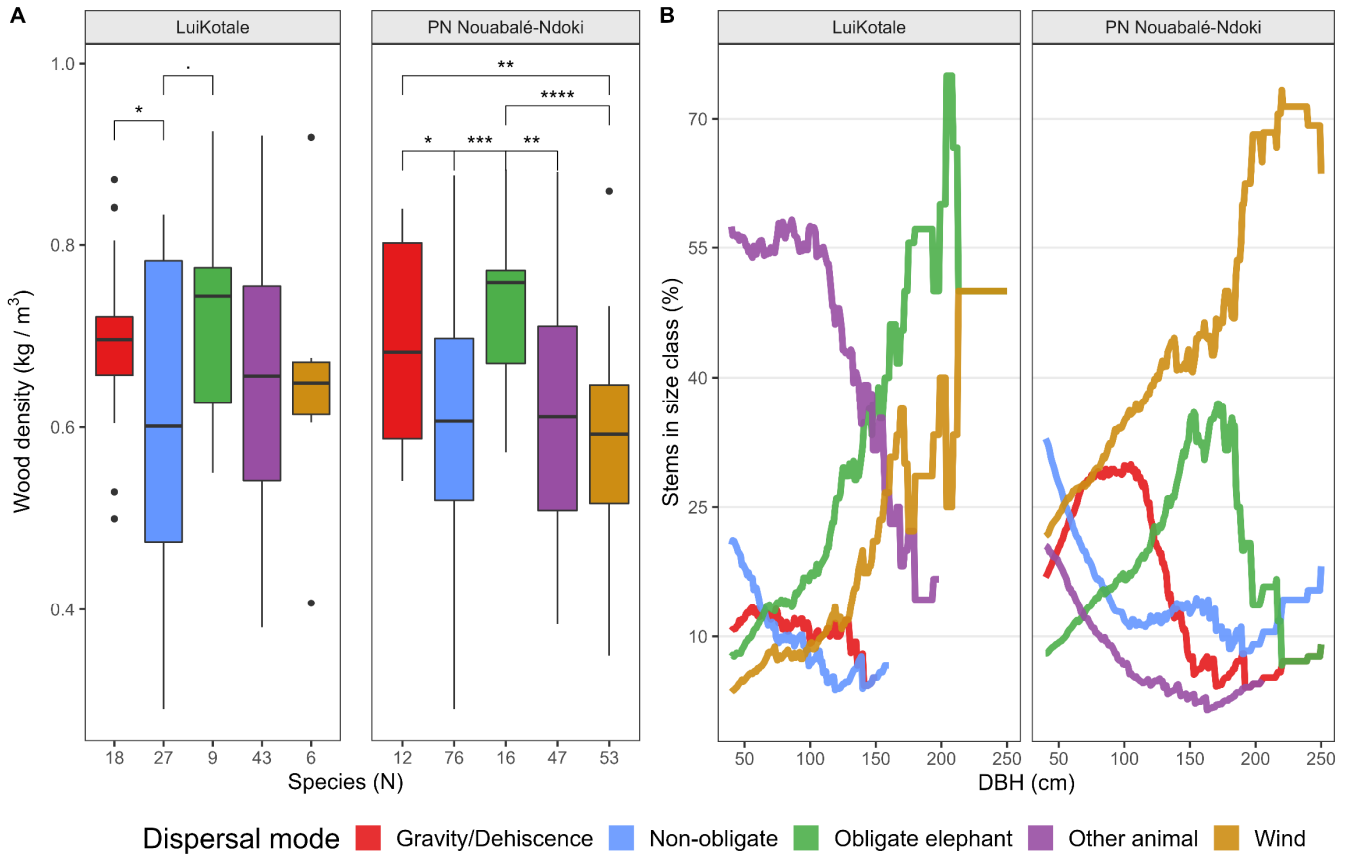 A
LuiKotale
PN Nouabalé-Ndoki
B
LuiKotale
PN Nouabalé-Ndoki
Wood density (kg / m³)
1.0
0.8
0.6
0.4
*
.
**
****
*
***
**
18 27 9 43 6
12 76 16 47 53
Species (N)
Stems in size class (%)
70
55
40
25
10
50 100 150 200 250
50 100 150 200 250
DBH (cm)
Dispersal mode Gravity/Dehiscence Non-obligate Obligate elephant Other animal Wind